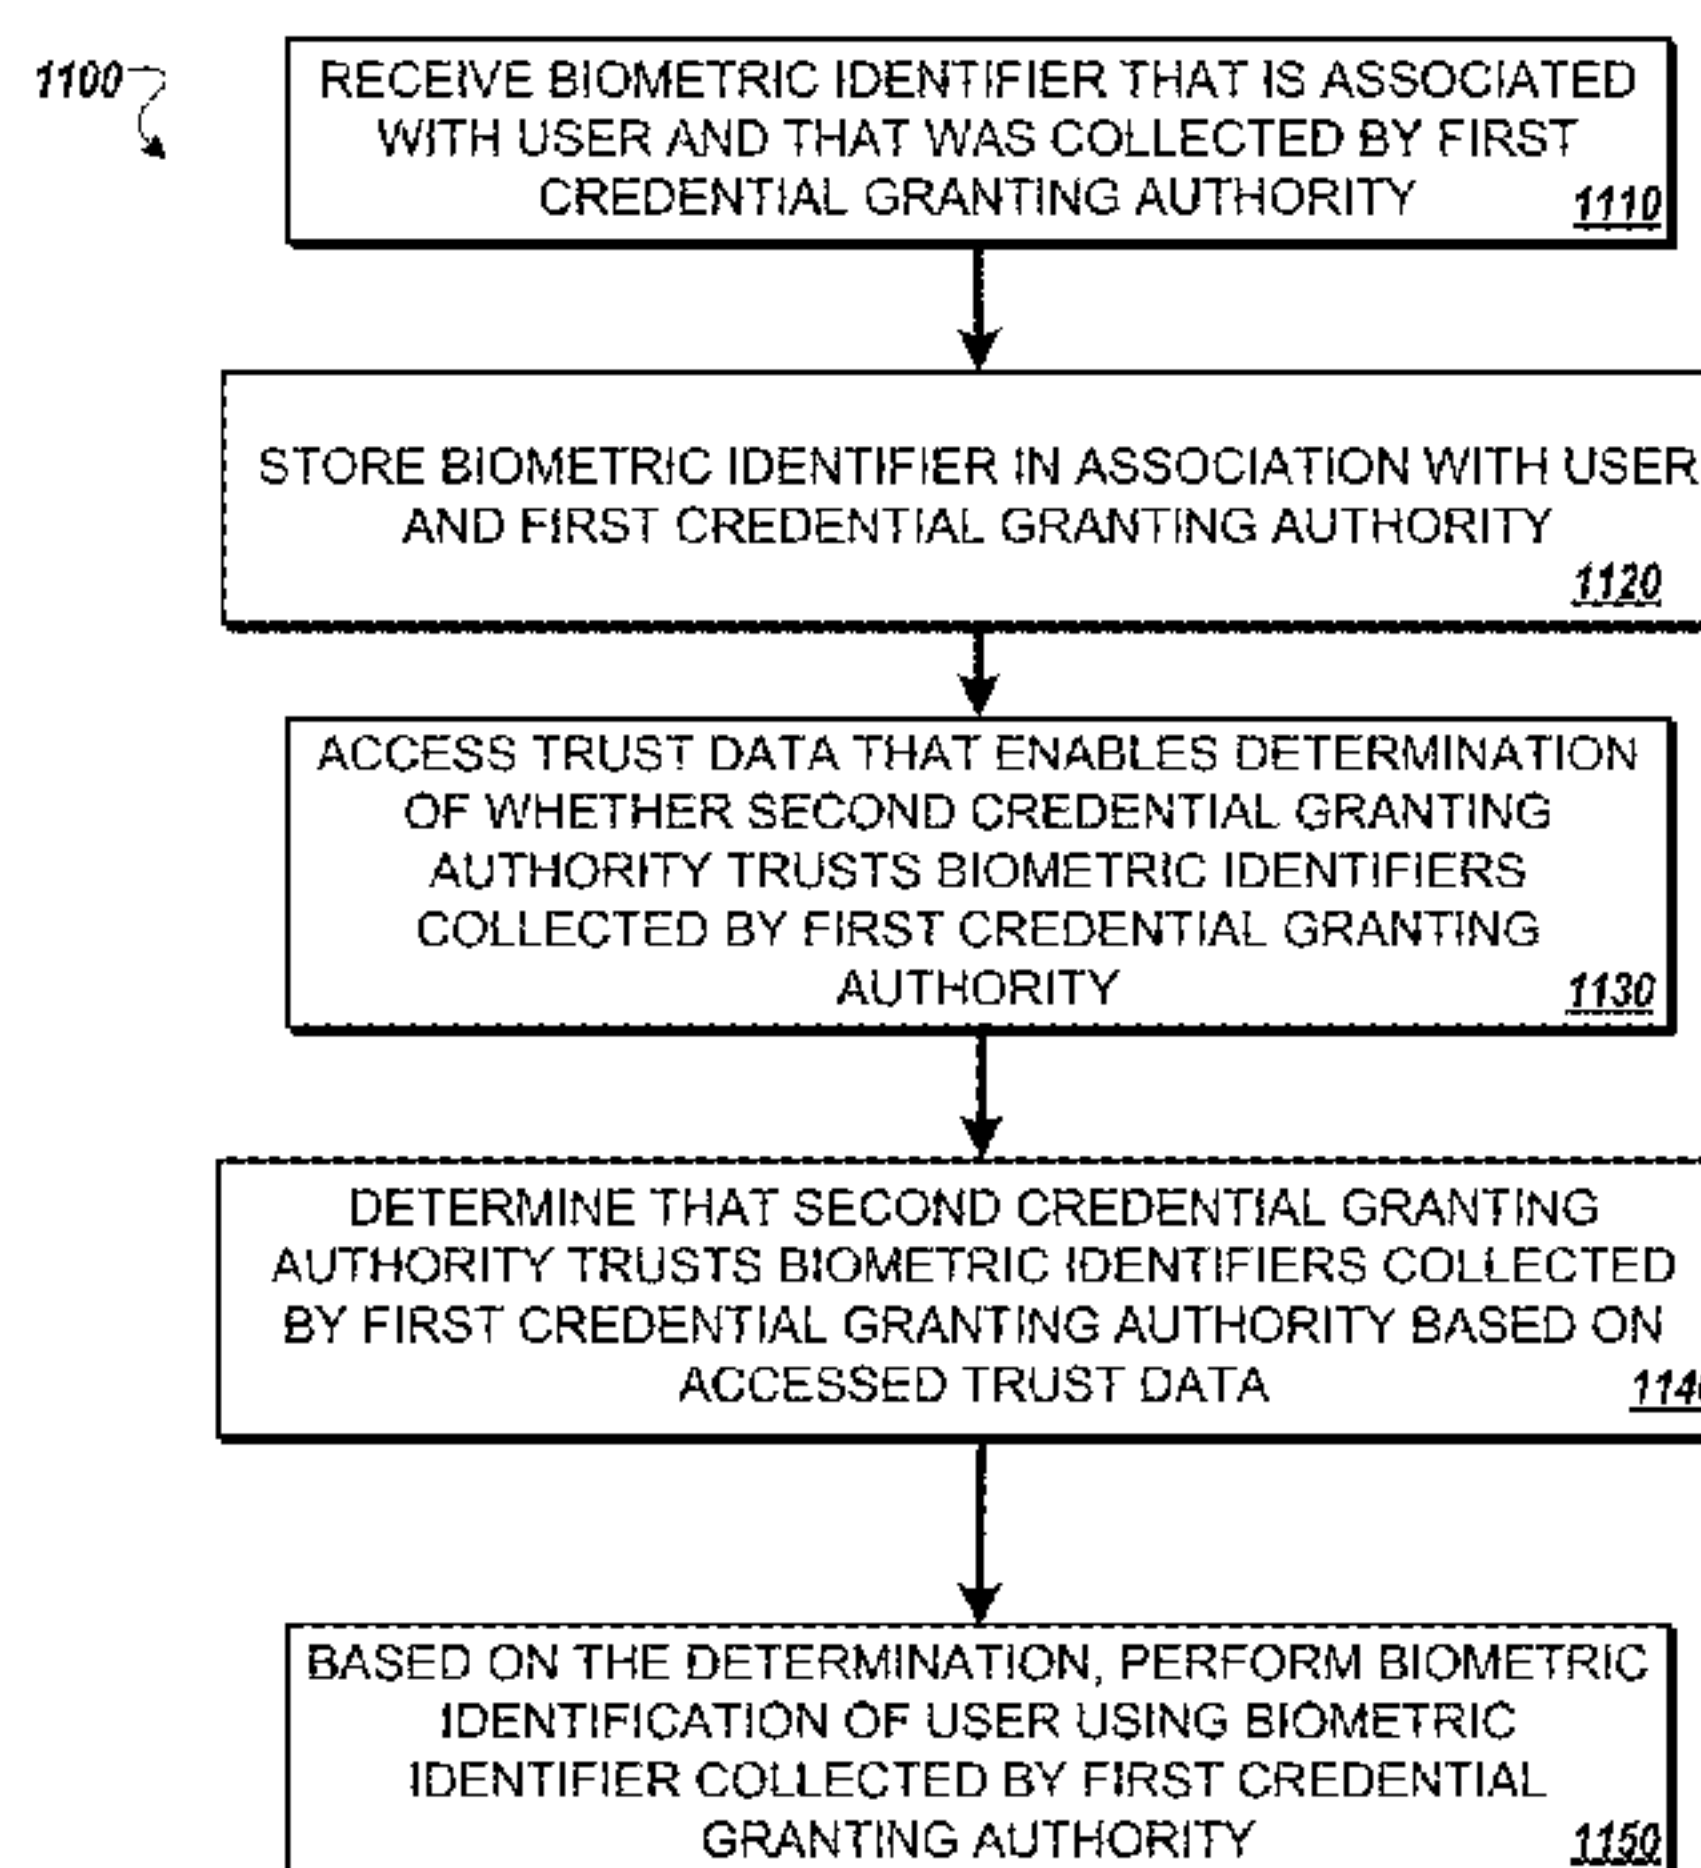 1100
RECEIVE BIOMETRIC IDENTIFIER THAT IS ASSOCIATED
WITH USER AND THAT WAS COLLECTED BY FIRST
CREDENTIAL GRANTING AUTHORITY
1110
STORE BIOMETRIC IDENTIFIER IN ASSOCIATION WITH USER
AND FIRST CREDENTIAL GRANTING AUTHORITY
1120
ACCESS TRUST DATA THAT ENABLES DETERMINATION
OF WHETHER SECOND CREDENTIAL GRANTING
AUTHORITY TRUSTS BIOMETRIC IDENTIFIERS
COLLECTED BY FIRST CREDENTIAL GRANTING
AUTHORITY
1130
DETERMINE THAT SECOND CREDENTIAL GRANTING
AUTHORITY TRUSTS BIOMETRIC IDENTIFIERS COLLECTED
BY FIRST CREDENTIAL GRANTING AUTHORITY BASED ON
ACCESSED TRUST DATA
1140
BASED ON THE DETERMINATION, PERFORM BIOMETRIC
IDENTIFICATION OF USER USING BIOMETRIC
IDENTIFIER COLLECTED BY FIRST CREDENTIAL
GRANTING AUTHORITY
1150